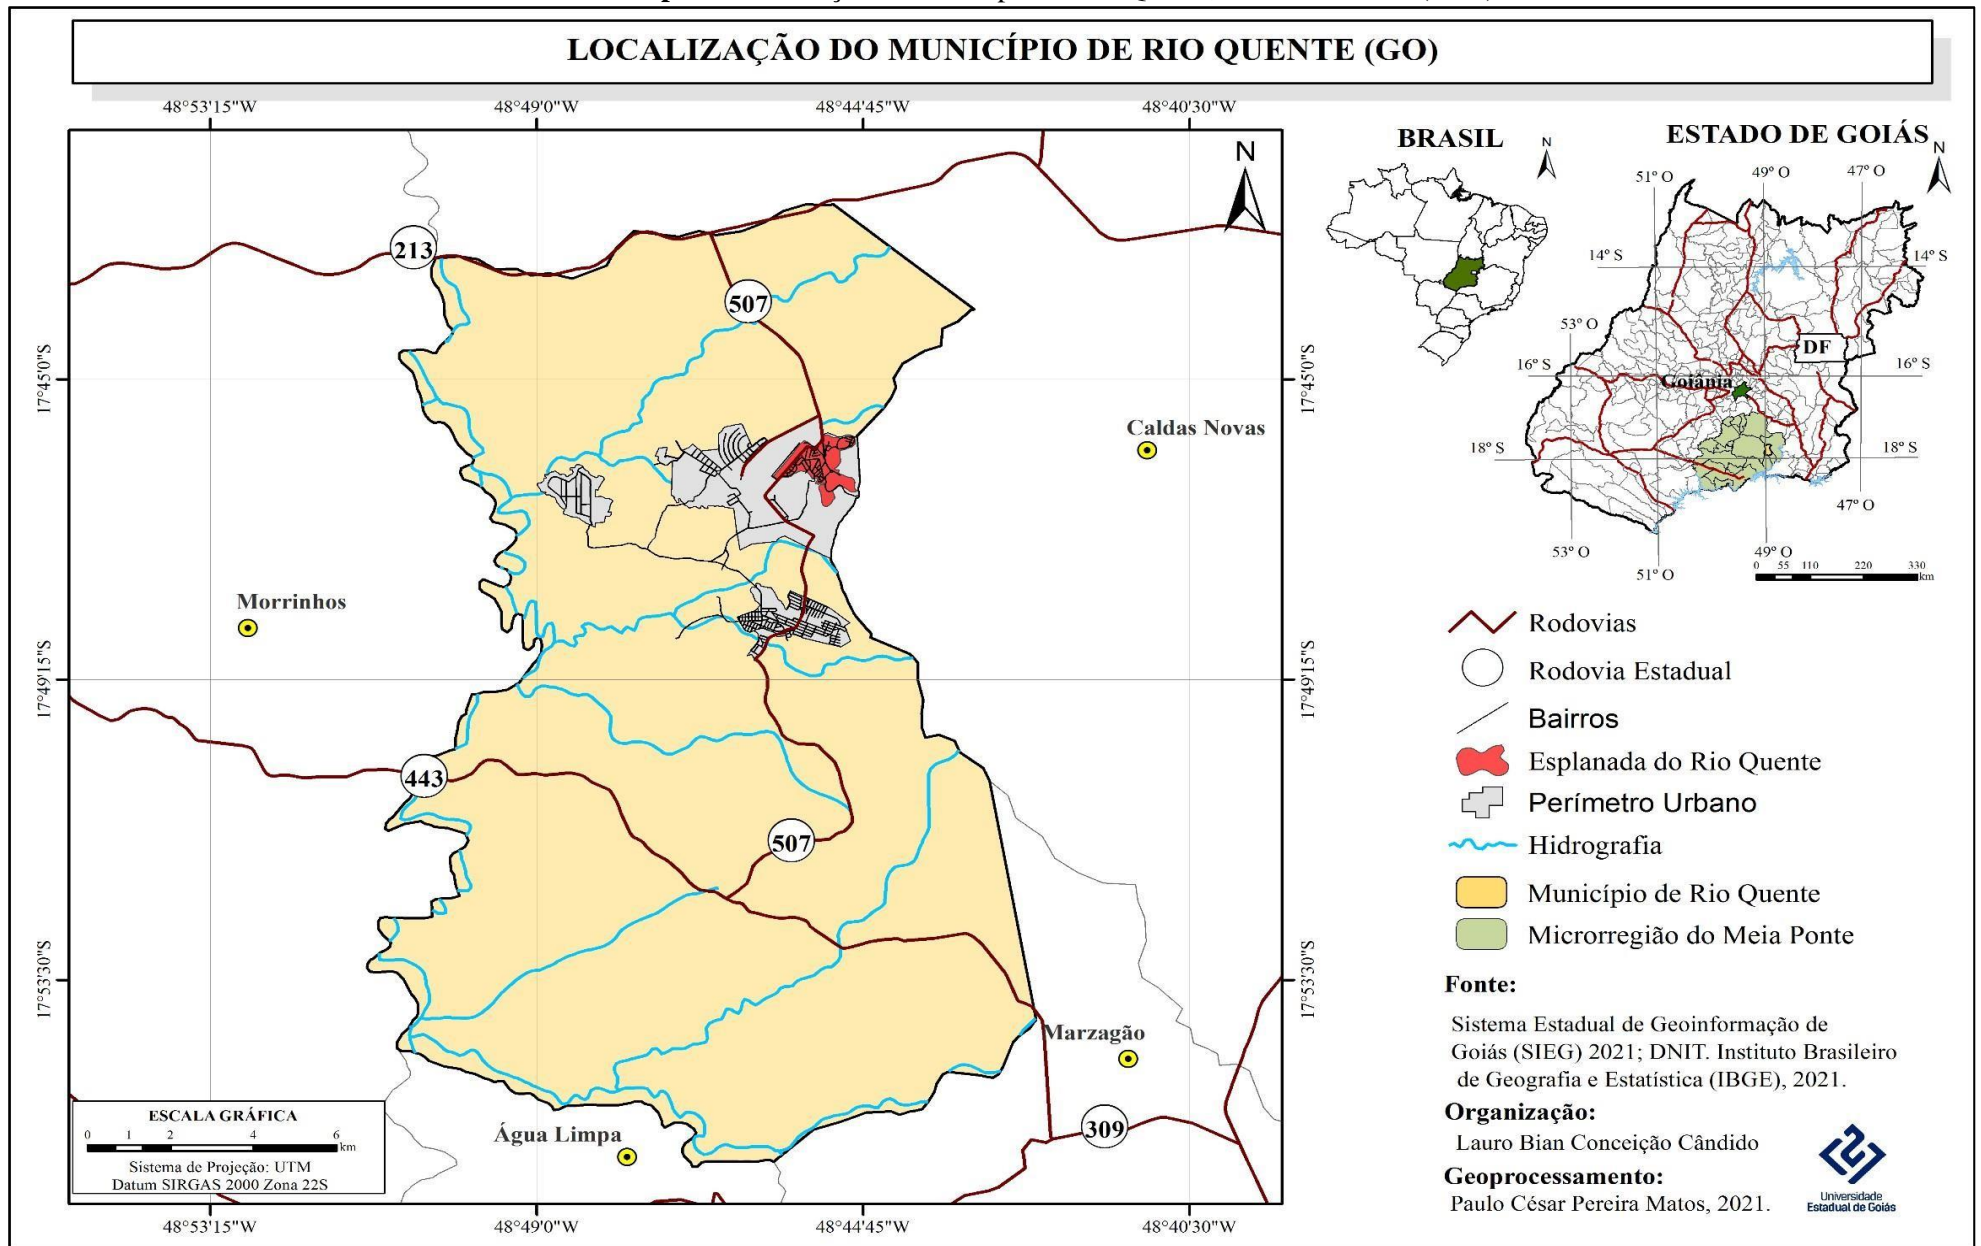 LOCALIZAÇÃO DO MUNICÍPIO DE RIO QUENTE (GO)
48°53'15"W
48°49'0"W
48°44'45"W
48°40'30"W
N
213
507
17°45'0"S
17°45'0"S
Caldas Novas
Morrinhos
17°49'15"S
17°49'15"S
443
507
17°53'30"S
17°53'30"S
Marzagão
309
Água Limpa
ESCALA GRÁFICA
0 1 2 4 6
km
Sistema de Projeção: UTM
Datum SIRGAS 2000 Zona 22S
48°53'15"W
48°49'0"W
48°44'45"W
48°40'30"W
BRASIL
N
ESTADO DE GOIÁS
N
51° O
49° O
47° O
14° S
14° S
53° O
DF
16° S
16° S
Goiânia
18° S
18° S
47° O
53° O
49° O
51° O
0 55 110 220 330
km
Rodovias
Rodovia Estadual
Bairros
Esplanada do Rio Quente
Perímetro Urbano
Hidrografia
Município de Rio Quente
Microrregião do Meia Ponte
Fonte:
Sistema Estadual de Geoinformação de
Goiás (SIEG) 2021; DNIT. Instituto Brasileiro
de Geografia e Estatística (IBGE), 2021.
Organização:
Lauro Bian Conceição Cândido
Geoprocessamento:
Paulo César Pereira Matos, 2021.
Universidade
Estadual de Goiás